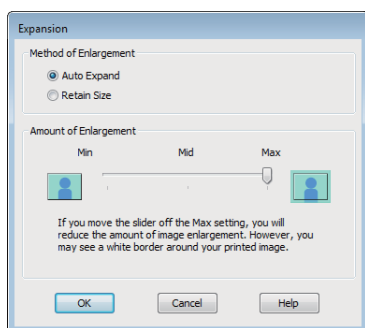 Expansion
Method of Enlargement
Auto Expand
Retain Size
Amount of Enlargement
Min Mid Max
If you move the slider off the Max setting, you will
reduce the amount of image enlargement. However, you
may see a white border around your printed image.
OK Cancel Help